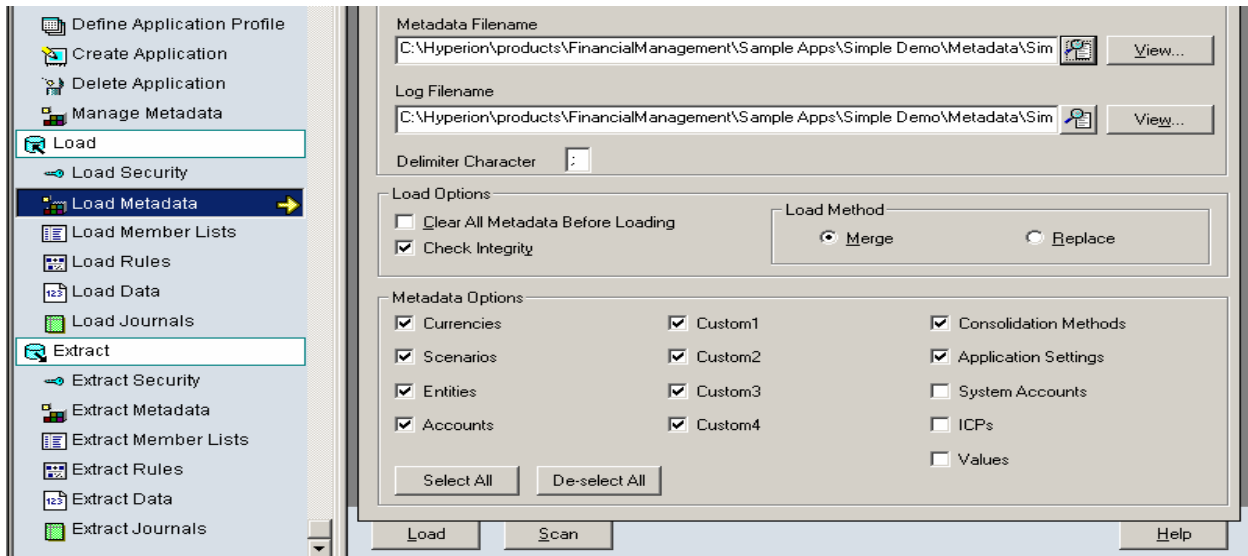 Define Application Profile
Create Application
Delete Application
Manage Metadata
Load
Load Security
Load Metadata
Load Member Lists
Load Rules
Load Data
Load Journals
Extract
Extract Security
Extract Metadata
Extract Member Lists
Extract Rules
Extract Data
Extract Journals
Metadata Filename
C:\Hyperion\products\FinancialManagement\Sample Apps\Simple Demo\Metadata\Sim
View...
Log Filename
C:\Hyperion\products\FinancialManagement\Sample Apps\Simple Demo\Metadata\Sim
View...
Delimiter Character ;
Load Options
Clear All Metadata Before Loading
Check Integrity
Load Method
Merge Replace
Metadata Options
Currencies Custom1 Consolidation Methods
Scenarios Custom2 Application Settings
Entities Custom3 System Accounts
Accounts Custom4 ICPs
Values
Select All De-select All
Load Scan Help